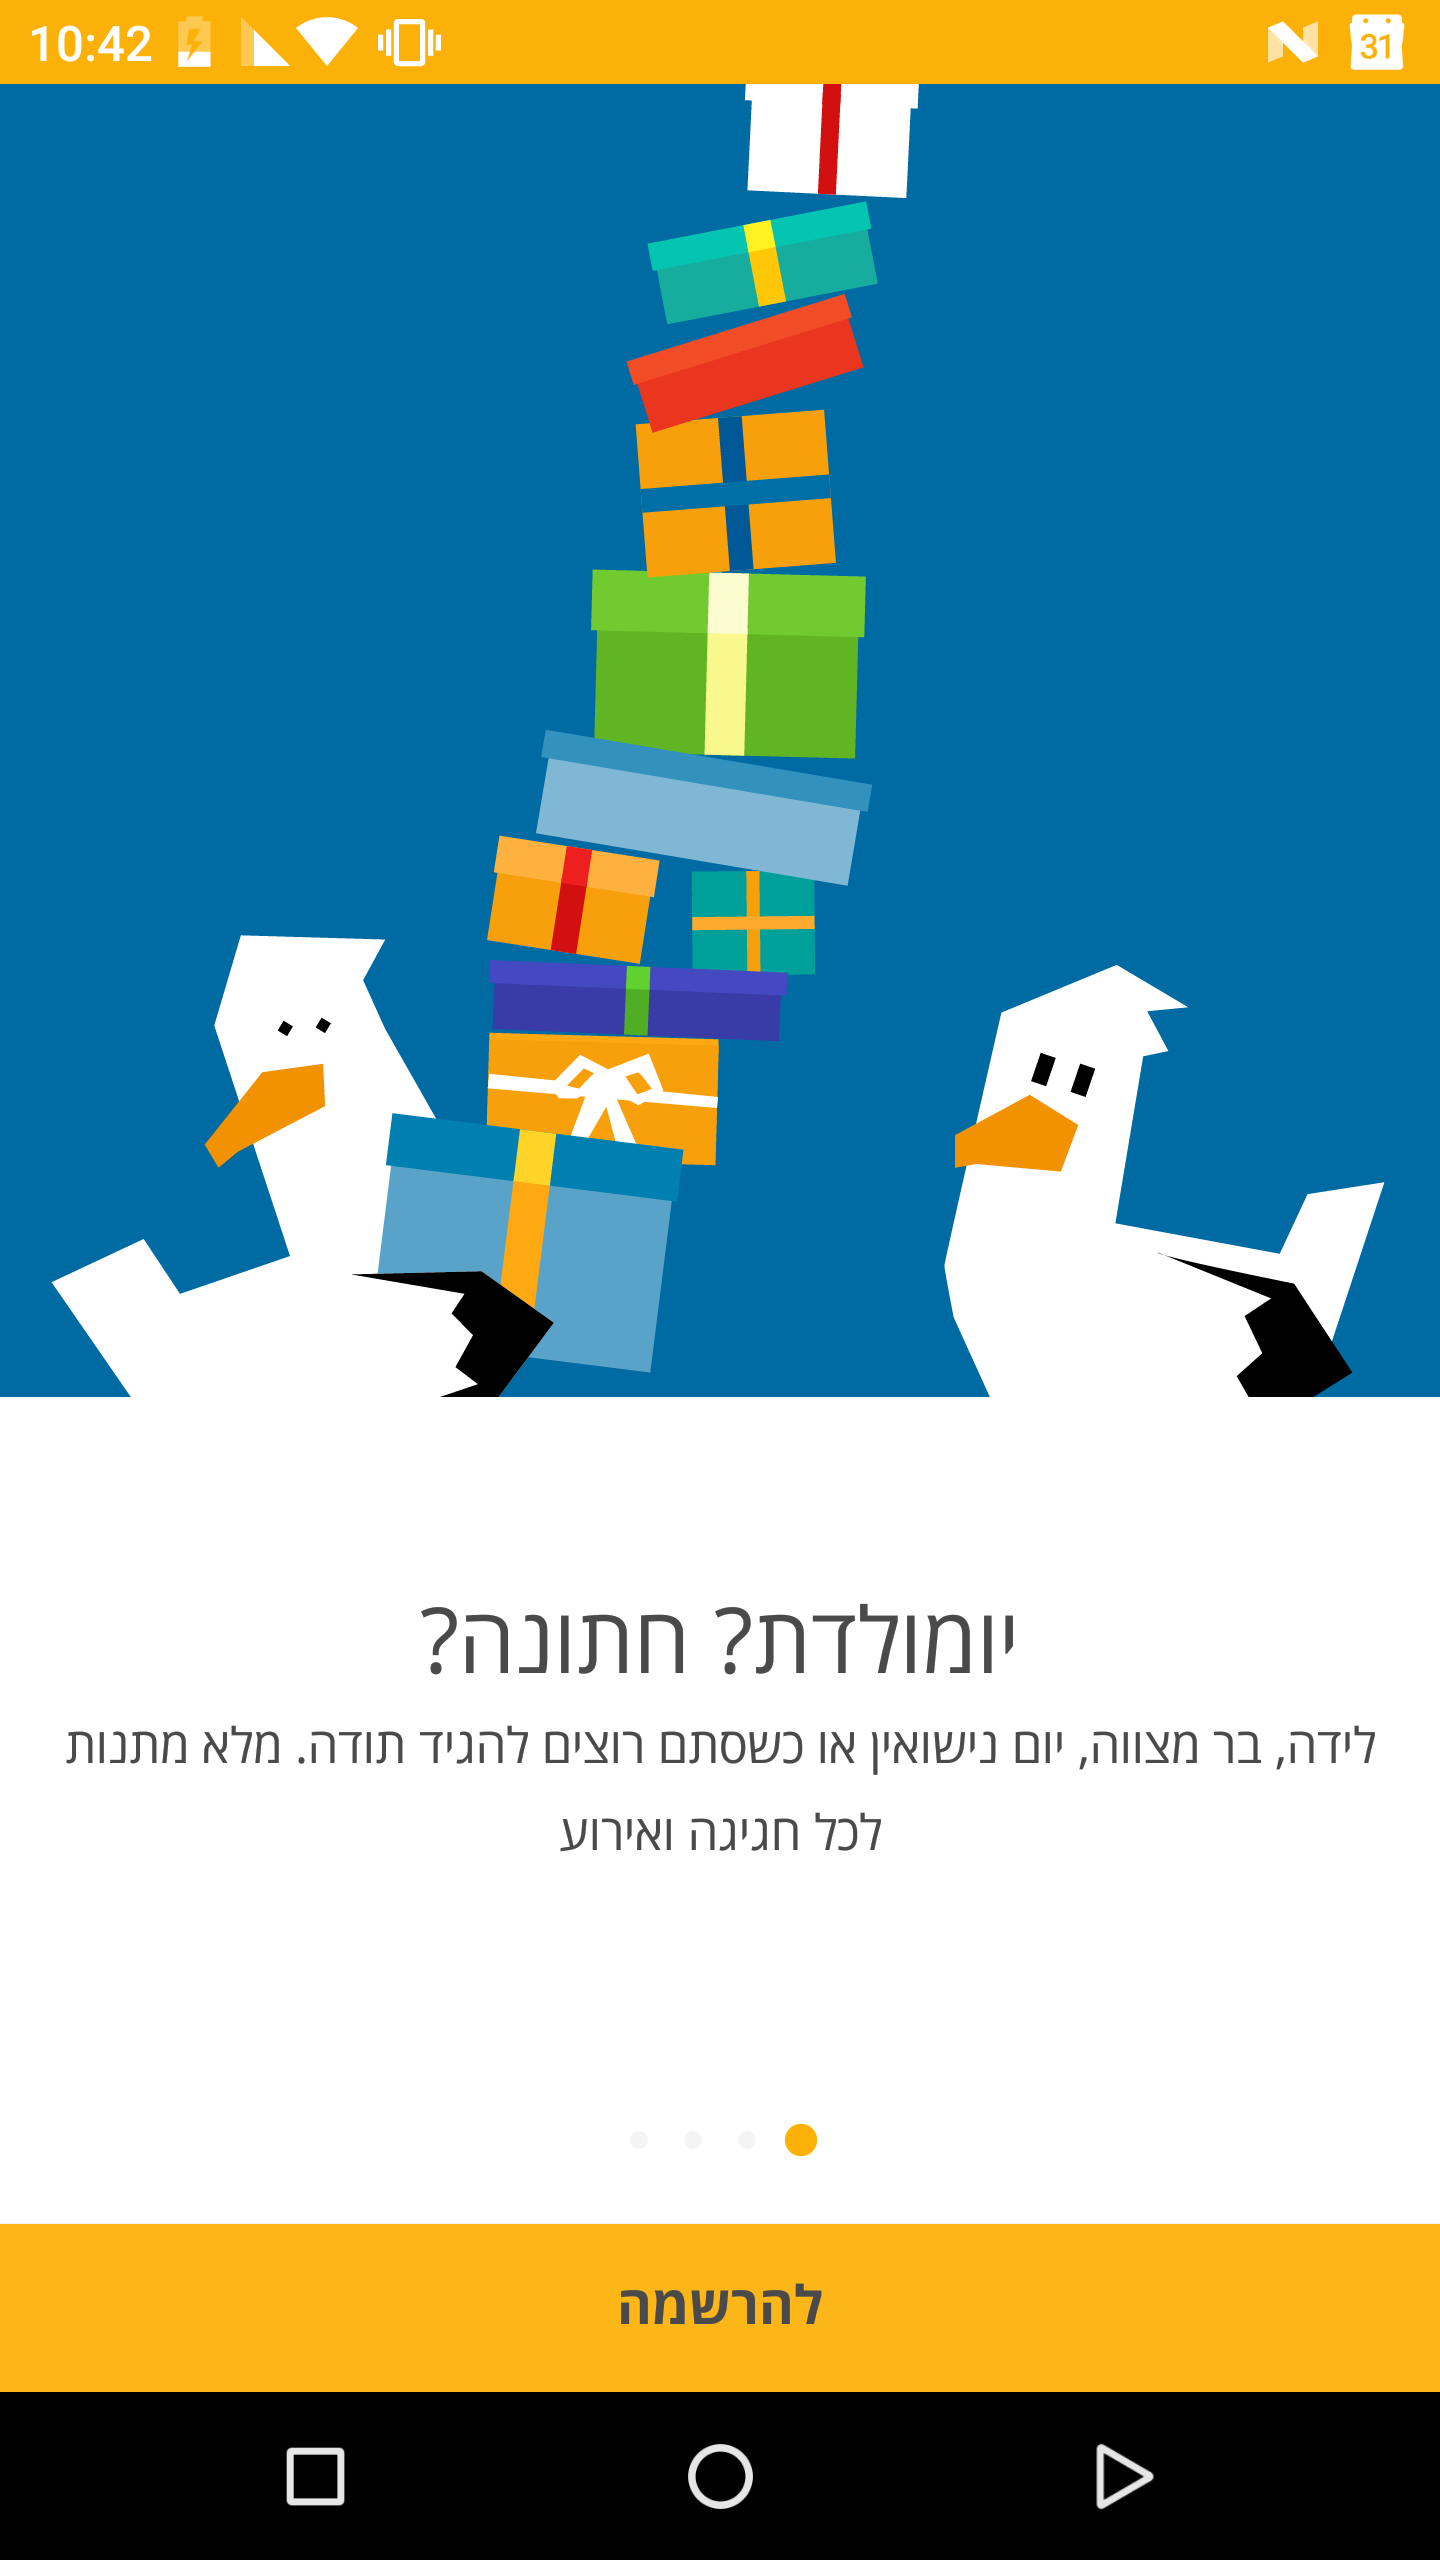 10:42
31
יומולדת? חתונה?
לידה, בר מצווה, יום נישואין או כשסתם רוצים להגיד תודה. מלא מתנות
לכל חגיגה ואירוע
להרשמה